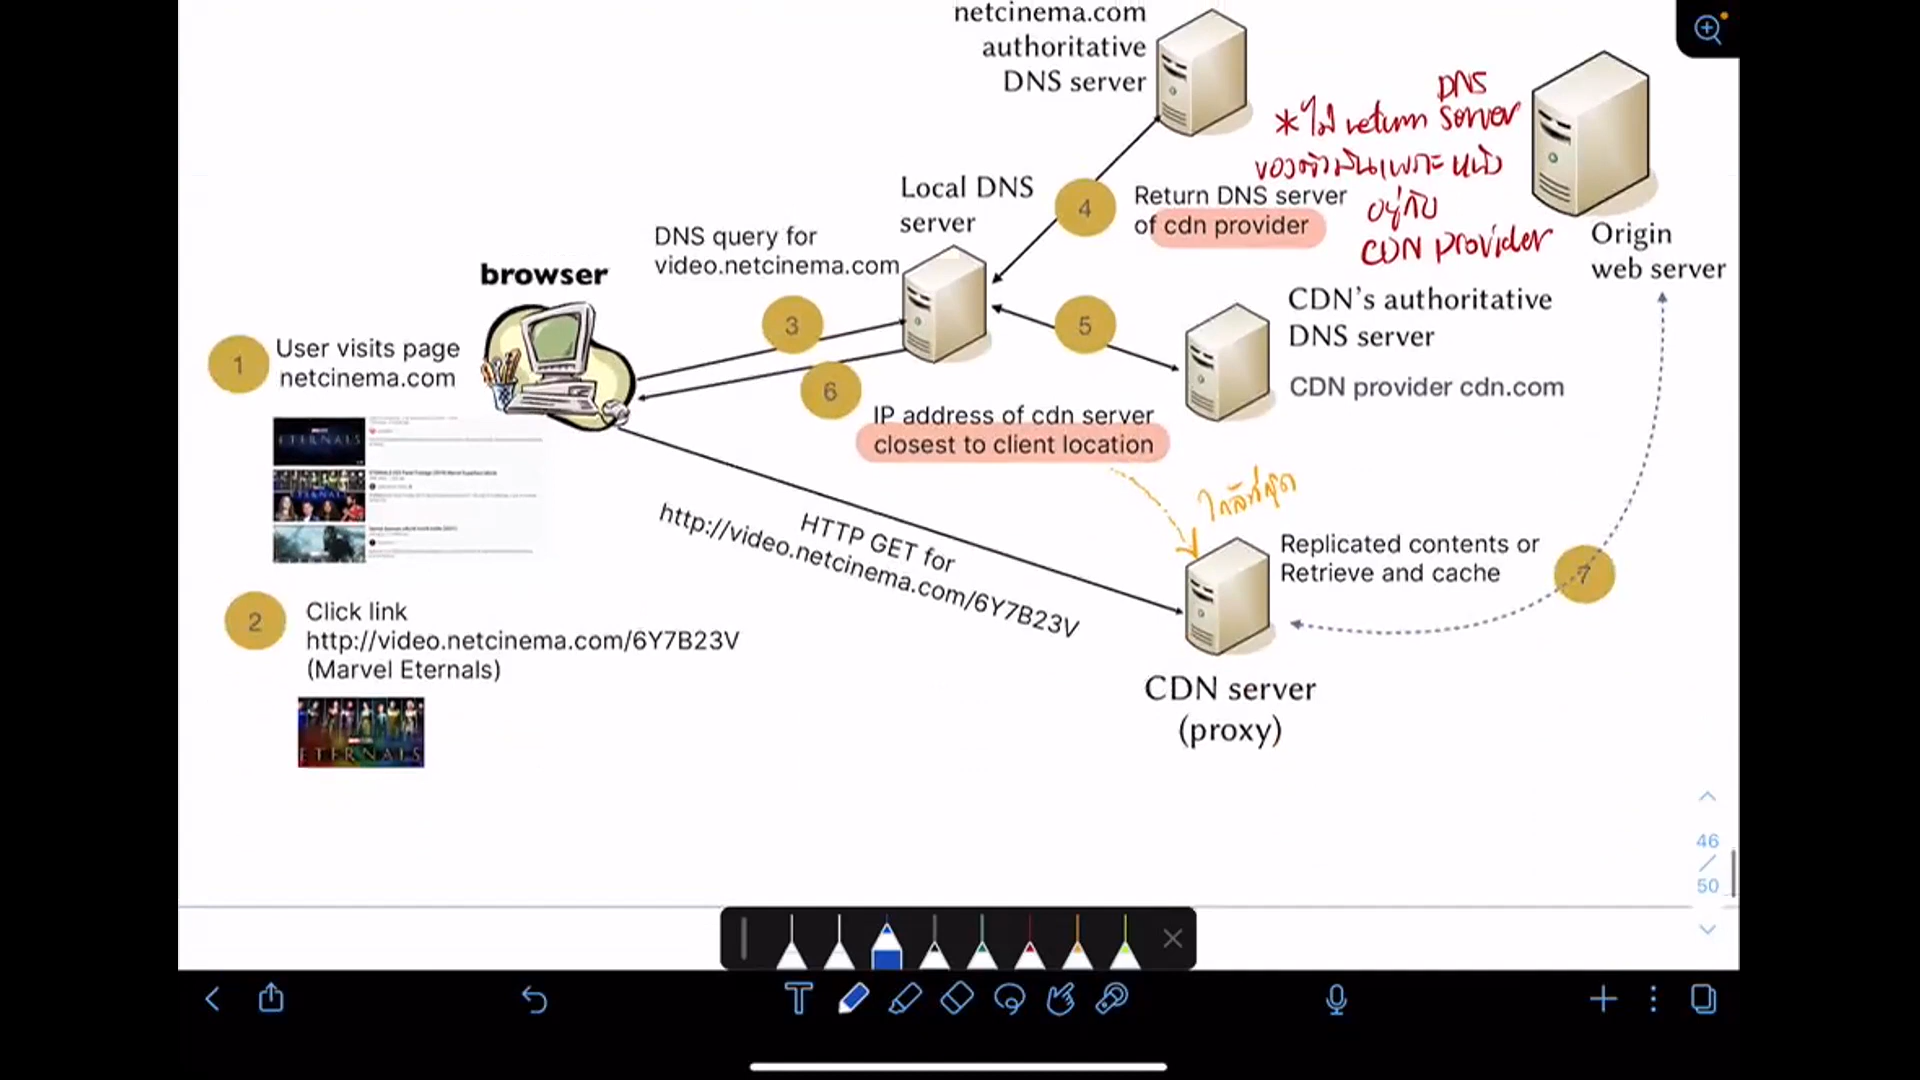 netcinema.com
authoritative
DNS server
DNS
*ไม่ return server
ของตัวมันเพราะหนัง
อยู่กับ
CDN provider
Local DNS
server
4
Return DNS server
of cdn provider
Origin
web server
DNS query for
video.netcinema.com
browser
3
5
CDN's authoritative
DNS server
CDN provider cdn.com
1
User visits page
netcinema.com
6
IP address of cdn server
closest to client location
ETERNALS
ใกล้ที่สุด
HTTP GET for
http://video.netcinema.com/6Y7B23V
Replicated contents or
Retrieve and cache
7
2
Click link
http://video.netcinema.com/6Y7B23V
(Marvel Eternals)
ETERNALS
CDN server
(proxy)
46
/
50